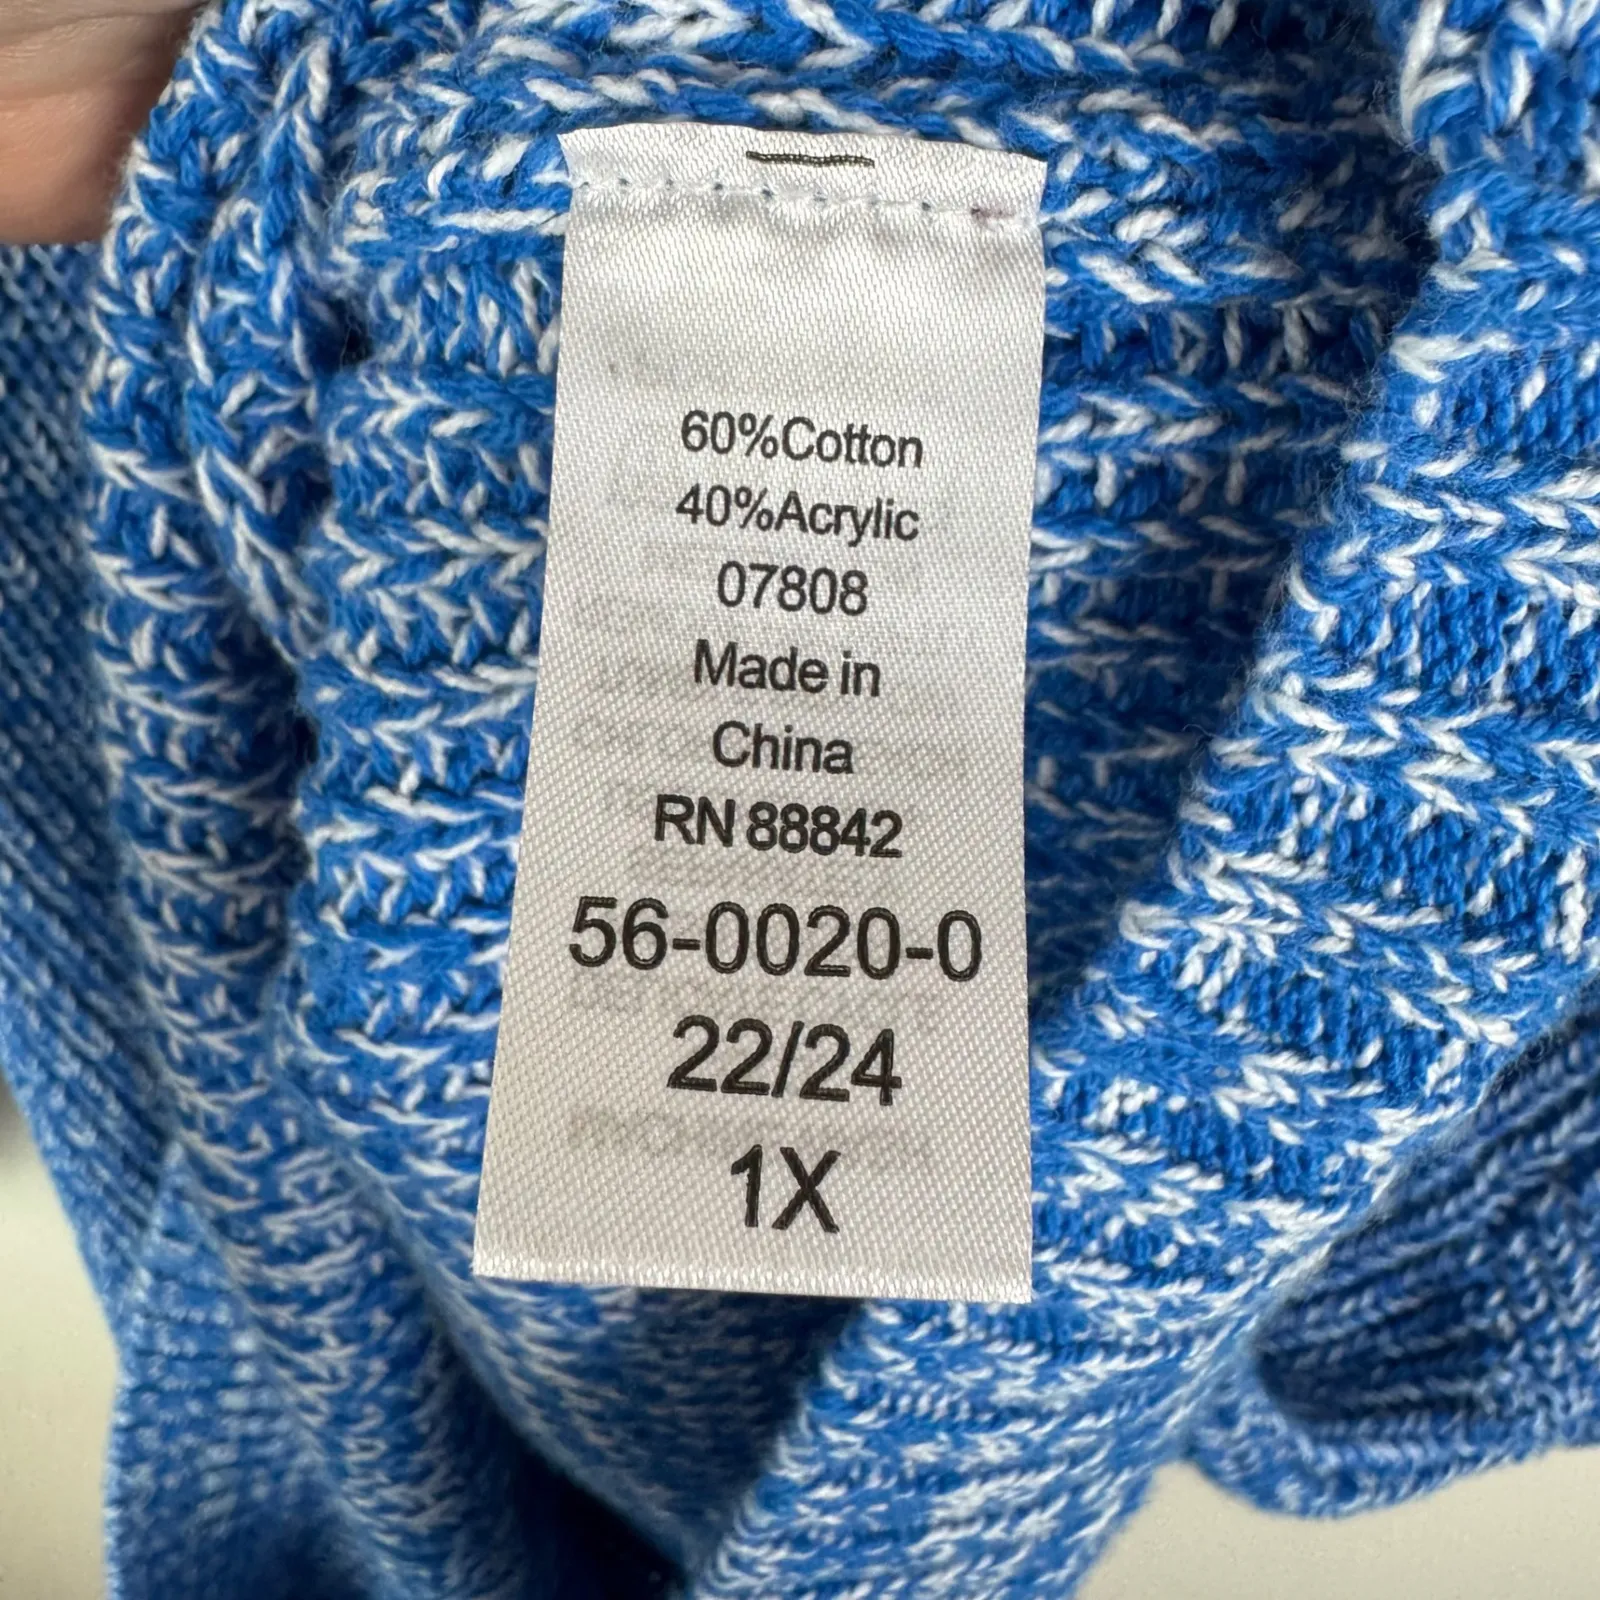 60%Cotton
40%Acrylic
07808
Made in
China
RN 88842
56-0020-0
22/24
1X